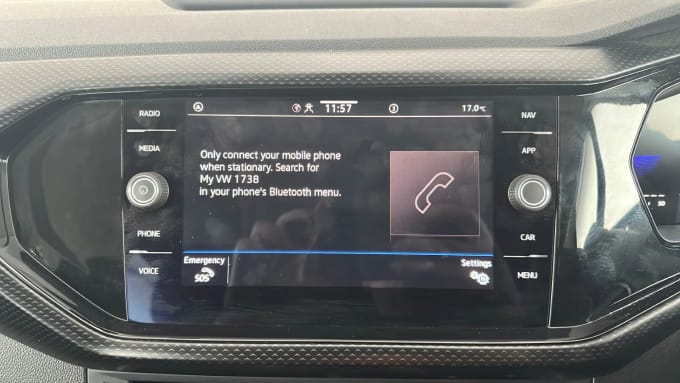 RADIO
MEDIA
PHONE
VOICE
11:57
17.0°C
Only connect your mobile phone
when stationary. Search for
My VW 1738
in your phone's Bluetooth menu.
Emergency
SOS
Settings
NAV
APP
CAR
MENU
50